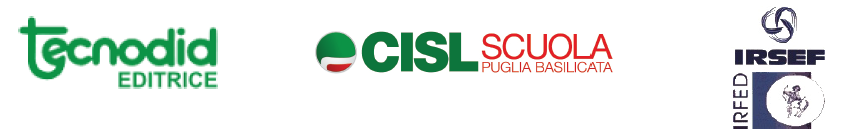 tecnodid
EDITRICE
CISL SCUOLA
PUGLIA BASILICATA
IRSEF
IRFED